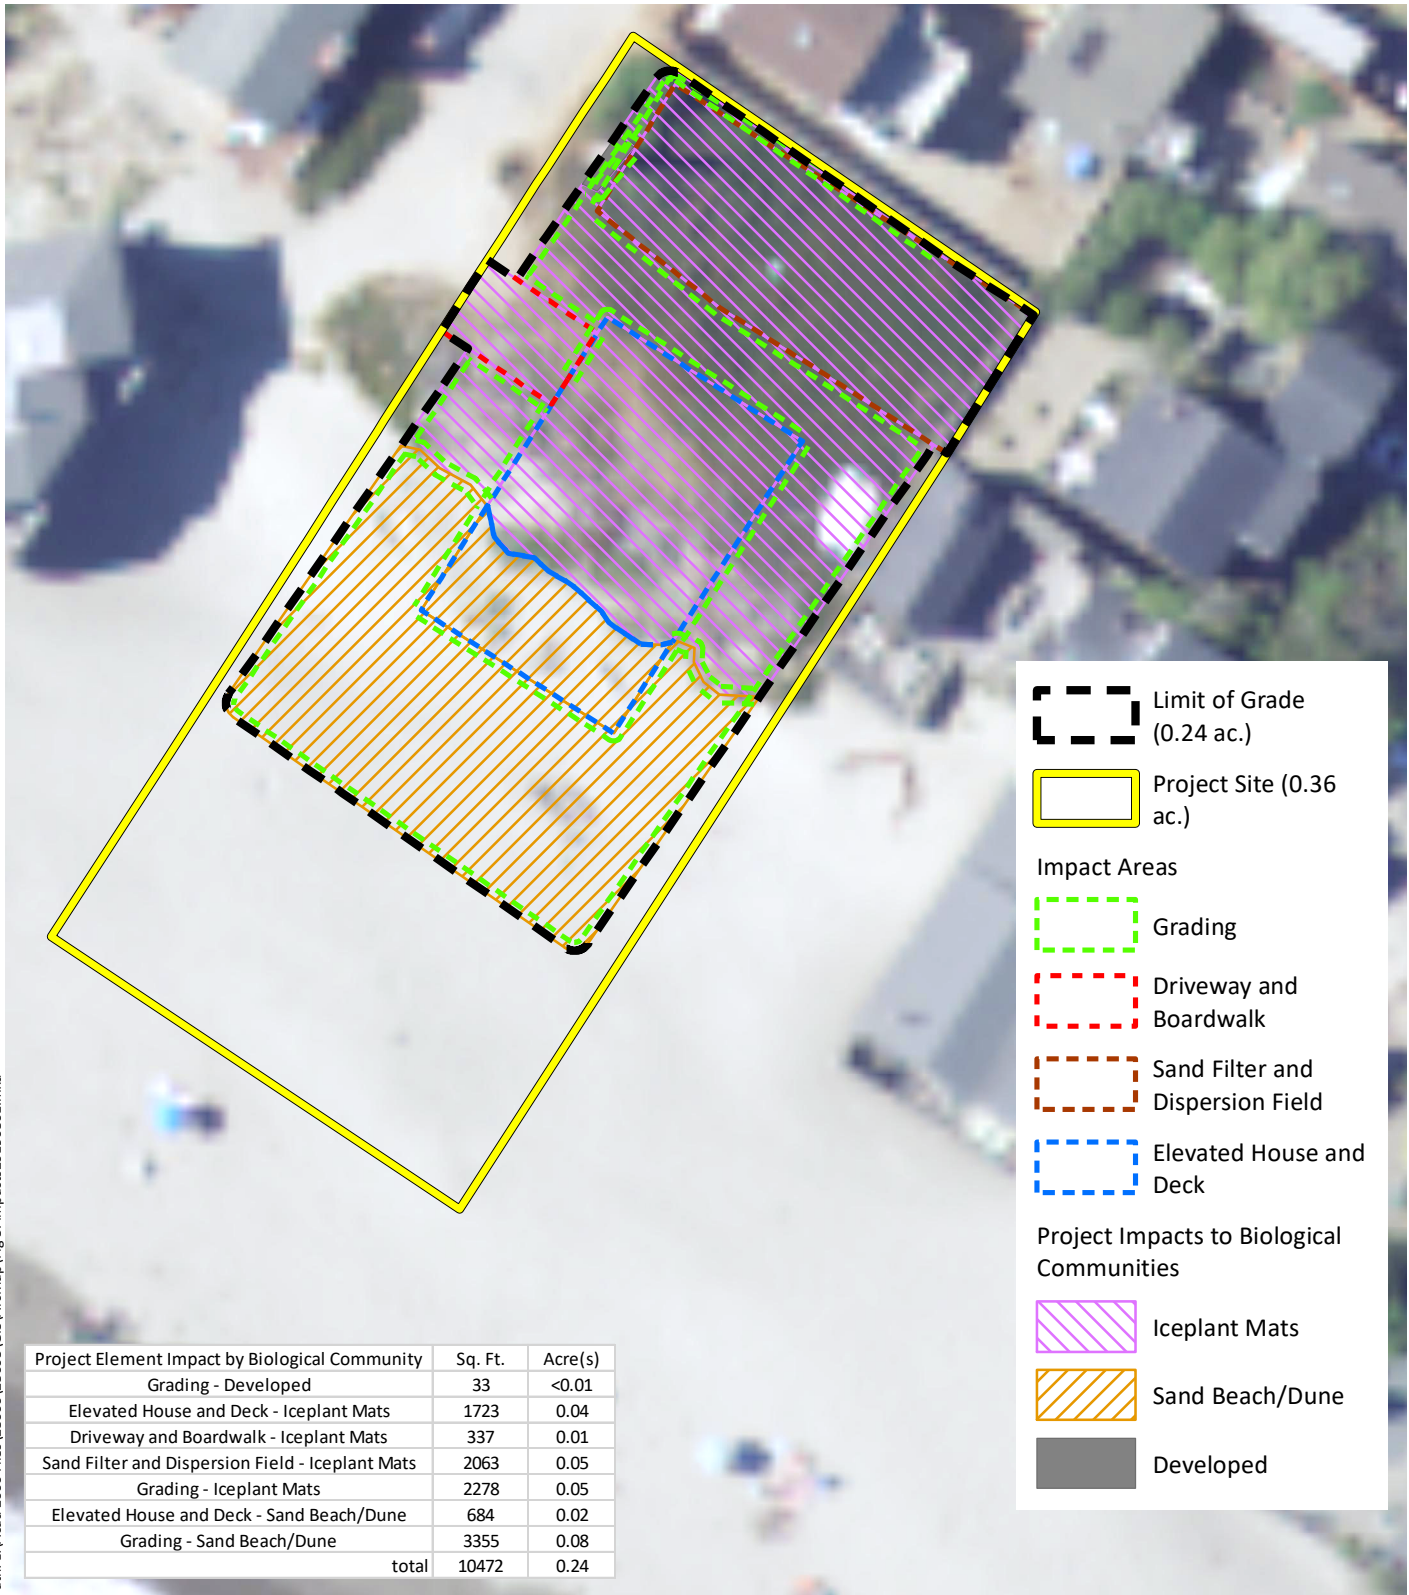 Limit of Grade
(0.24 ac.)
Project Site (0.36
ac.)
Impact Areas
Grading
Driveway and
Boardwalk
Sand Filter and
Dispersion Field
Elevated House and
Deck
Project Impacts to Biological
Communities
Iceplant Mats
Sand Beach/Dune
Developed
Project Element Impact by Biological Community Sq. Ft. Acre(s)
Grading - Developed 33 <0.01
Elevated House and Deck - Iceplant Mats 1723 0.04
Driveway and Boardwalk - Iceplant Mats 337 0.01
Sand Filter and Dispersion Field - Iceplant Mats 2063 0.05
Grading - Iceplant Mats 2278 0.05
Elevated House and Deck - Sand Beach/Dune 684 0.02
Grading - Sand Beach/Dune 3355 0.08
total 10472 0.24